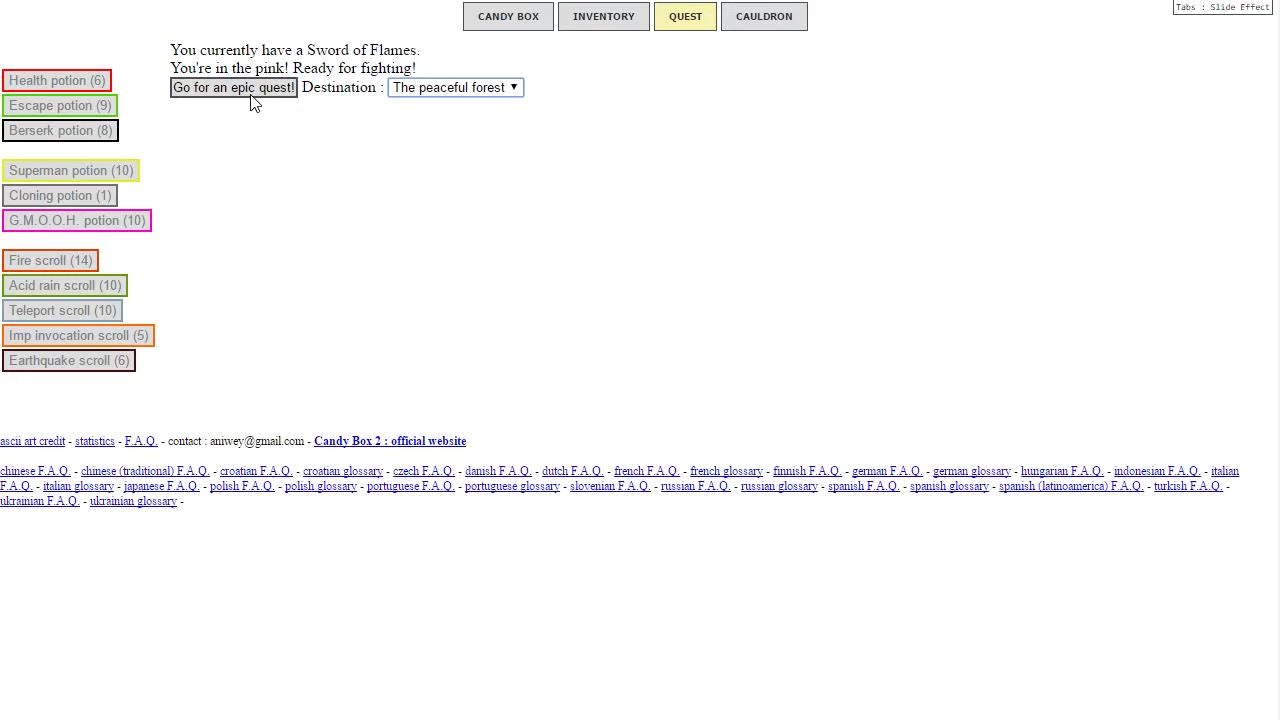 CANDY BOX INVENTORY QUEST CAULDRON
Tabs : Slide Effect
You currently have a Sword of Flames.
You're in the pink! Ready for fighting!
Go for an epic quest! Destination : The peaceful forest
Health potion (6)
Escape potion (9)
Berserk potion (8)
Superman potion (10)
Cloning potion (1)
G.M.O.O.H. potion (10)
Fire scroll (14)
Acid rain scroll (10)
Teleport scroll (10)
Imp invocation scroll (5)
Earthquake scroll (6)
ascii art credit - statistics - F.A.Q. - contact : aniwey@gmail.com - Candy Box 2 : official website
chinese F.A.Q. - chinese (traditional) F.A.Q. - croatian F.A.Q. - croatian glossary - czech F.A.Q. - danish F.A.Q. - dutch F.A.Q. - french F.A.Q. - french glossary - finnish F.A.Q. - german F.A.Q. - german glossary - hungarian F.A.Q. - indonesian F.A.Q. - italian
F.A.Q. - italian glossary - japanese F.A.Q. - polish F.A.Q. - polish glossary - portuguese F.A.Q. - portuguese glossary - slovenian F.A.Q. - russian F.A.Q. - russian glossary - spanish F.A.Q. - spanish glossary - spanish (latinoamerica) F.A.Q. - turkish F.A.Q. -
ukrainian F.A.Q. - ukrainian glossary -